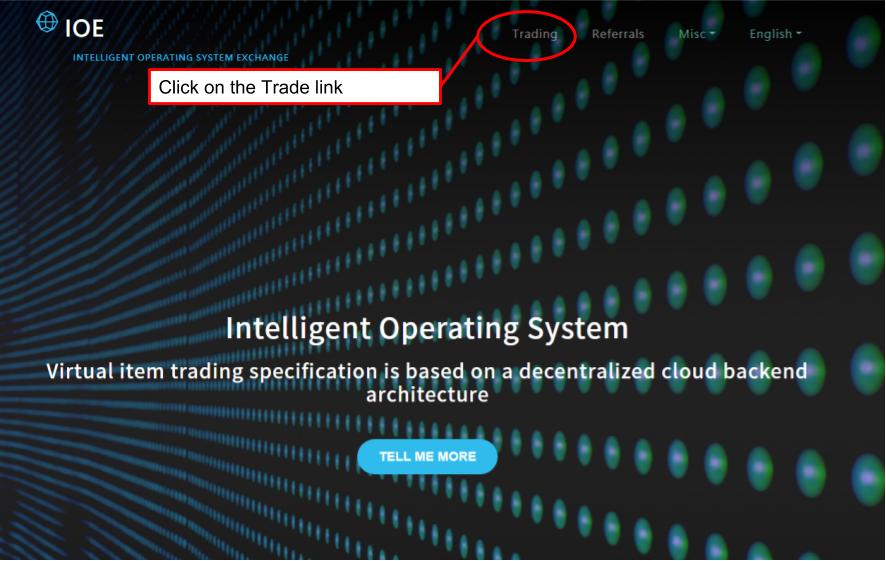 IOE
INTELLIGENT OPERATING SYSTEM EXCHANGE
Trading Referrals Misc English
Click on the Trade link
Intelligent Operating System
Virtual item trading specification is based on a decentralized cloud backend
architecture
TELL ME MORE